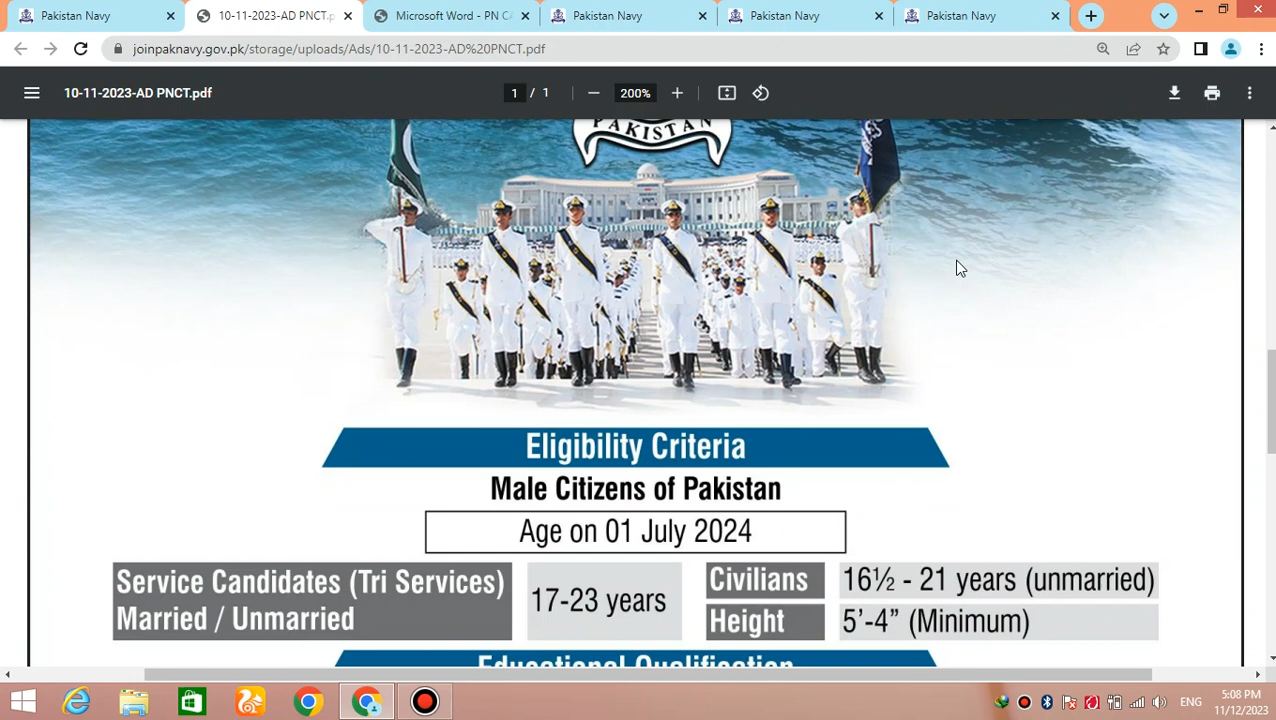 Pakistan Navy
10-11-2023-AD PNCT.p
Microsoft Word - PN C
Pakistan Navy
Pakistan Navy
Pakistan Navy
joinpaknavy.gov.pk/storage/uploads/Ads/10-11-2023-AD%20PNCT.pdf
10-11-2023-AD PNCT.pdf
1 / 1
200%
PAKISTAN
Eligibility Criteria
Male Citizens of Pakistan
Age on 01 July 2024
Service Candidates (Tri Services)
Married / Unmarried
17-23 years
Civilians
16½ - 21 years (unmarried)
Height
5’-4” (Minimum)
Educational Qualification
ENG
5:08 PM
11/12/2023